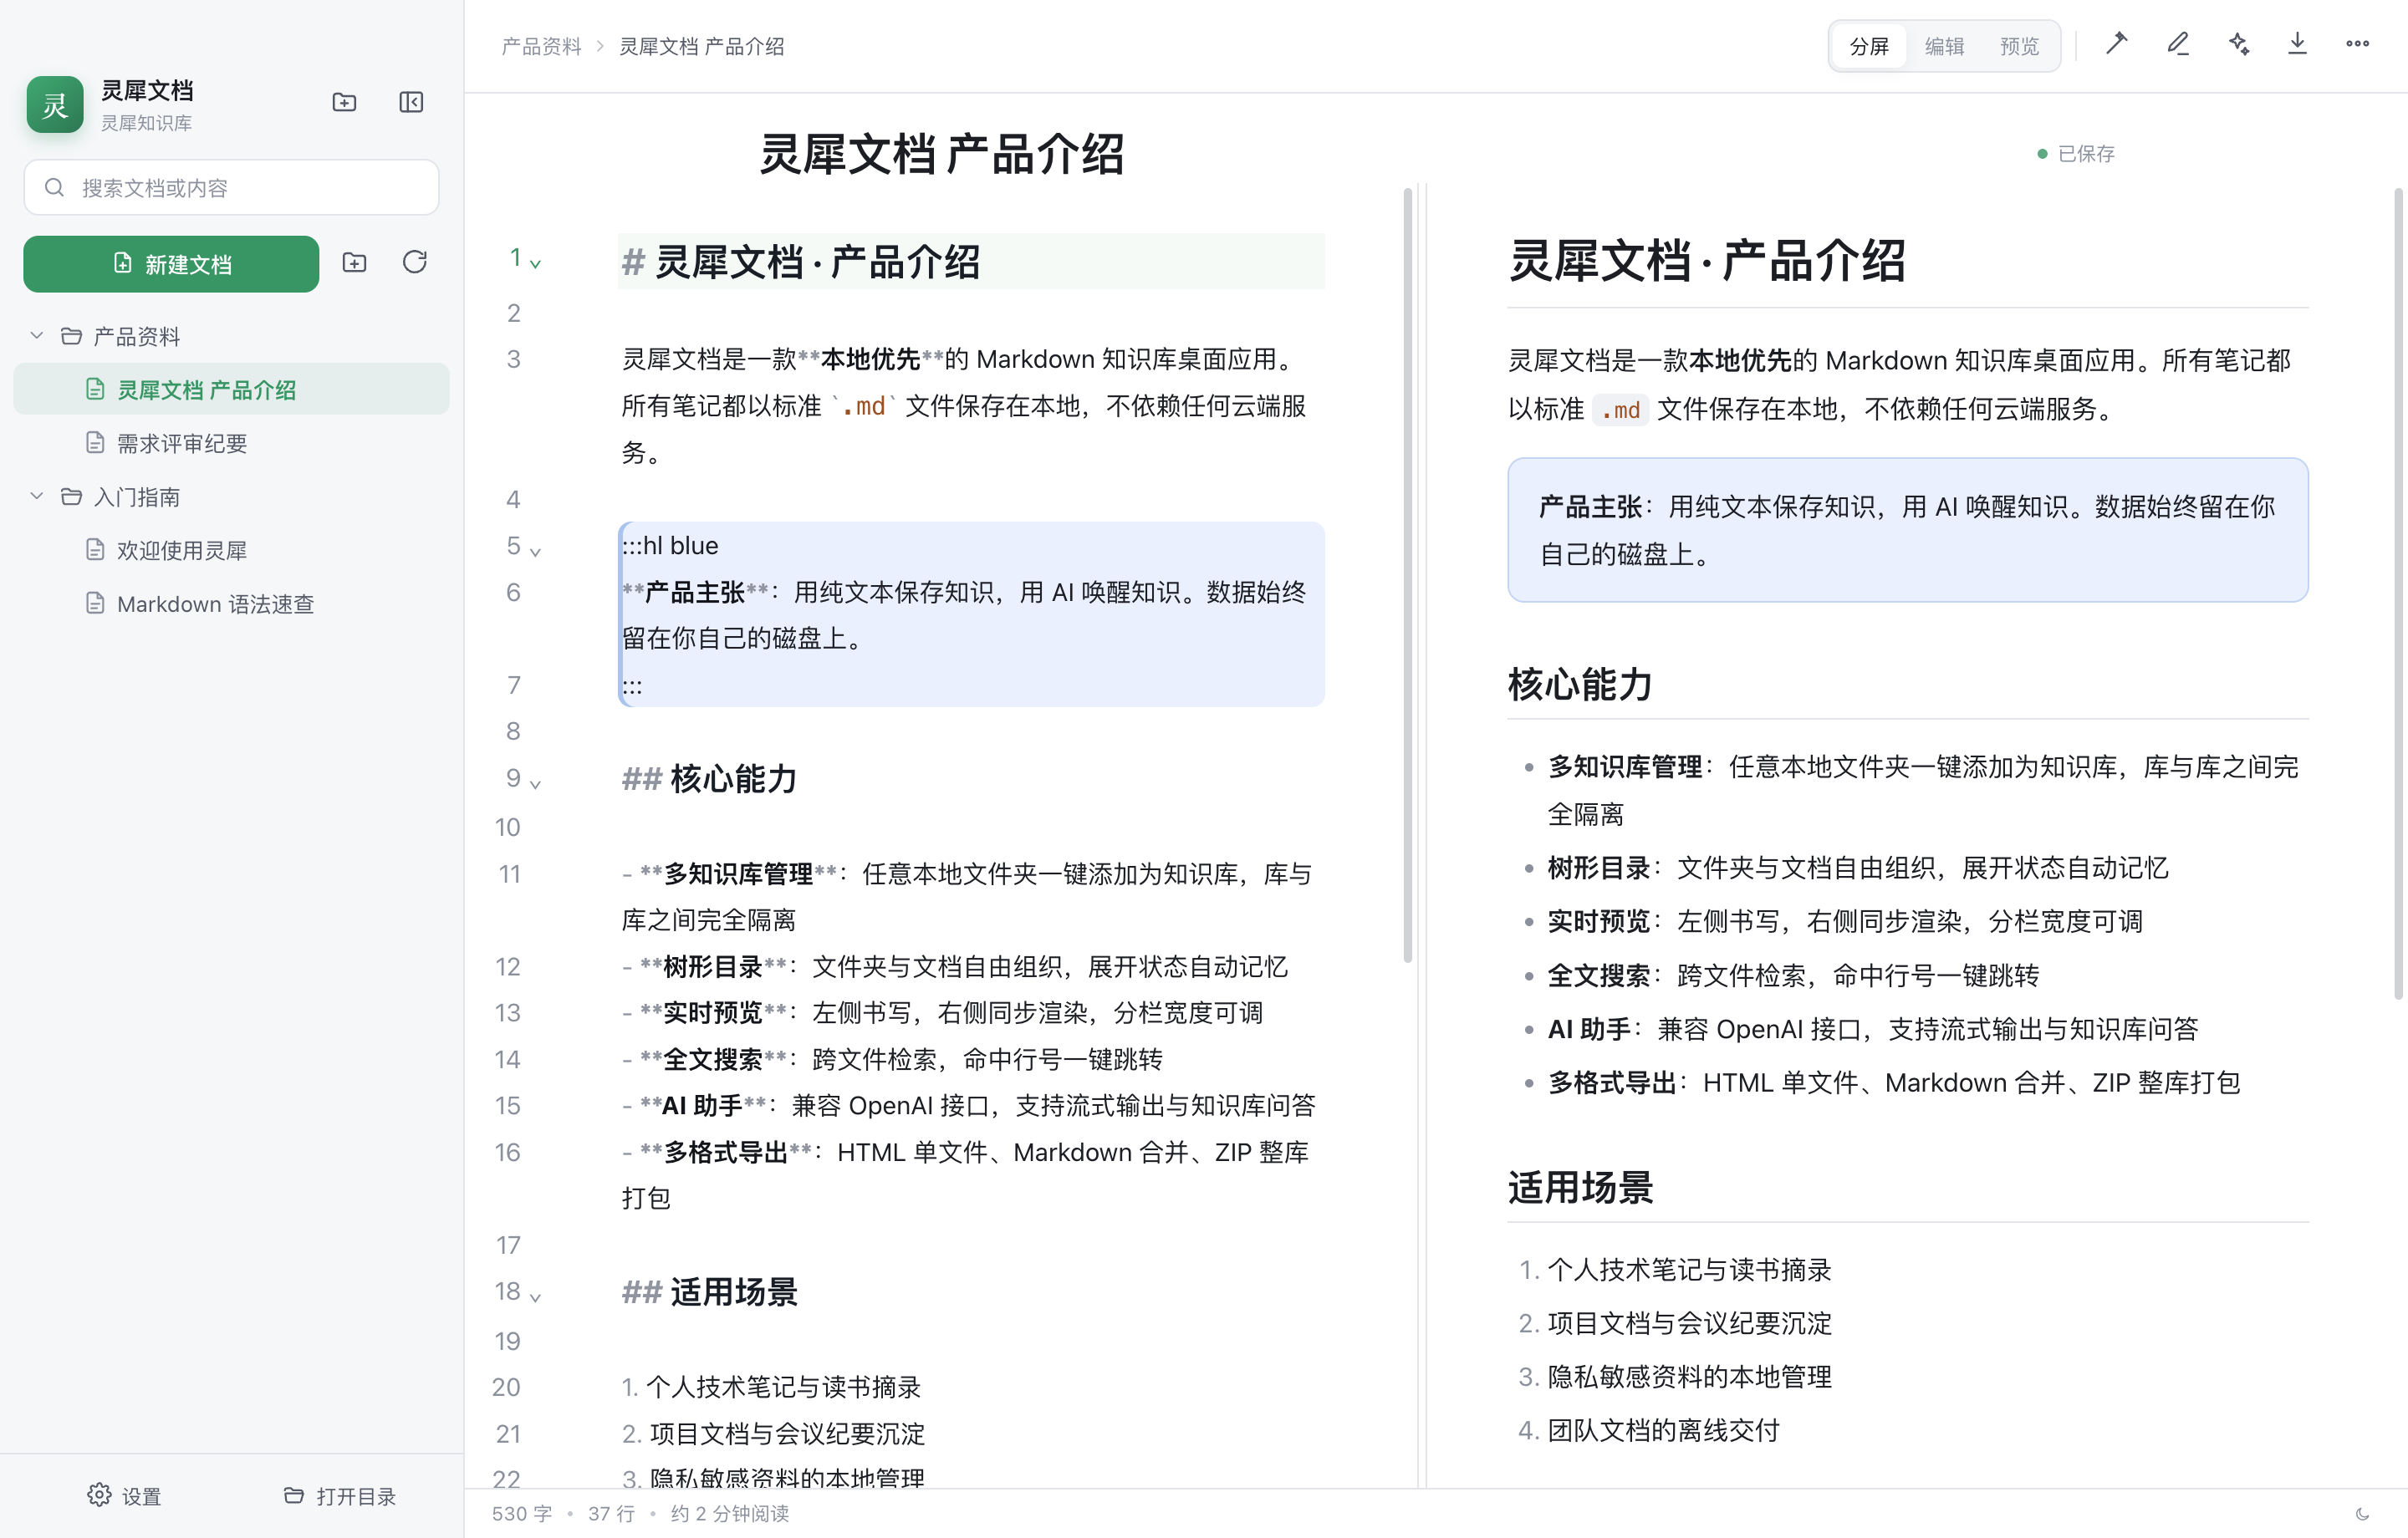 灵
灵犀文档
灵犀知识库
搜索文档或内容
新建文档
产品资料
灵犀文档 产品介绍
需求评审纪要
入门指南
欢迎使用灵犀
Markdown 语法速查
设置
打开目录
产品资料 > 灵犀文档 产品介绍
分屏 编辑 预览
灵犀文档 产品介绍
已保存
1 # 灵犀文档 · 产品介绍
2
3 灵犀文档是一款**本地优先**的 Markdown 知识库桌面应用。
所有笔记都以标准 `.md` 文件保存在本地，不依赖任何云端服
务。
4
5 :::hl blue
6 **产品主张**：用纯文本保存知识，用 AI 唤醒知识。数据始终
留在你自己的磁盘上。
7 :::
8
9 ## 核心能力
10
11 - **多知识库管理**：任意本地文件夹一键添加为知识库，库与
库之间完全隔离
12 - **树形目录**：文件夹与文档自由组织，展开状态自动记忆
13 - **实时预览**：左侧书写，右侧同步渲染，分栏宽度可调
14 - **全文搜索**：跨文件检索，命中行号一键跳转
15 - **AI 助手**：兼容 OpenAI 接口，支持流式输出与知识库问答
16 - **多格式导出**：HTML 单文件、Markdown 合并、ZIP 整库
打包
17
18 ## 适用场景
19
20 1. 个人技术笔记与读书摘录
21 2. 项目文档与会议纪要沉淀
22 3. 隐私敏感资料的本地管理
灵犀文档 · 产品介绍
灵犀文档是一款本地优先的 Markdown 知识库桌面应用。所有笔记都
以标准 .md 文件保存在本地，不依赖任何云端服务。
产品主张：用纯文本保存知识，用 AI 唤醒知识。数据始终留在你
自己的磁盘上。
核心能力
• 多知识库管理：任意本地文件夹一键添加为知识库，库与库之间完
全隔离
• 树形目录：文件夹与文档自由组织，展开状态自动记忆
• 实时预览：左侧书写，右侧同步渲染，分栏宽度可调
• 全文搜索：跨文件检索，命中行号一键跳转
• AI 助手：兼容 OpenAI 接口，支持流式输出与知识库问答
• 多格式导出：HTML 单文件、Markdown 合并、ZIP 整库打包
适用场景
1. 个人技术笔记与读书摘录
2. 项目文档与会议纪要沉淀
3. 隐私敏感资料的本地管理
4. 团队文档的离线交付
530 字 • 37 行 • 约 2 分钟阅读